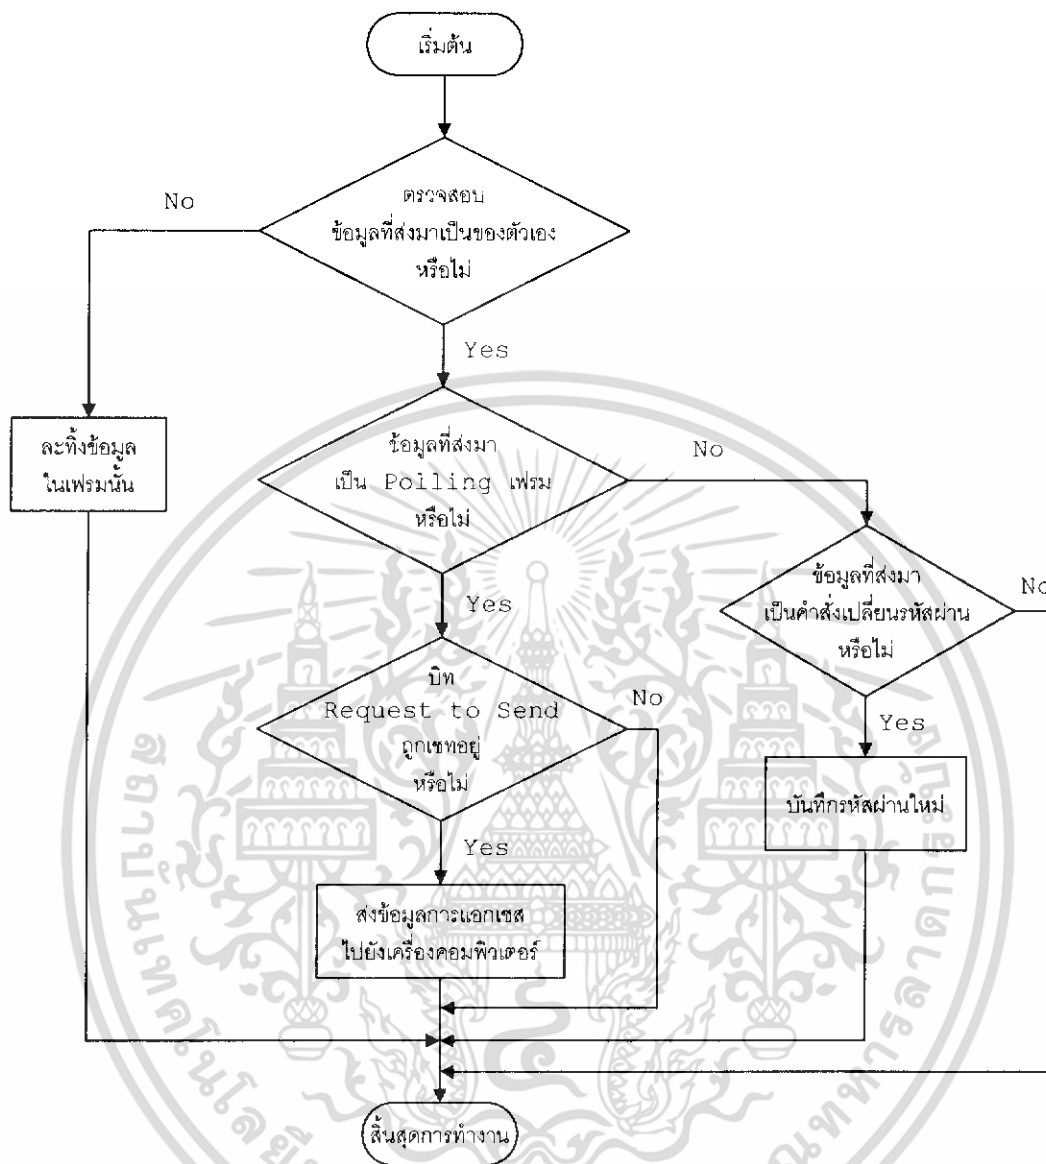 เริ่มต้น
ตรวจสอบ
ข้อมูลที่ส่งมาเป็นของตัวเอง
หรือไม่
No
Yes
ละทิ้งข้อมูล
ในเฟรมนั้น
ข้อมูลที่ส่งมา
เป็น Polling เฟรม
หรือไม่
No
Yes
ข้อมูลที่ส่งมา
เป็นคำสั่งเปลี่ยนรหัสผ่าน
หรือไม่
No
Yes
บิท
Request to Send
ถูกเซทอยู่
หรือไม่
No
Yes
บันทึกรหัสผ่านใหม่
ส่งข้อมูลการแอกเซส
ไปยังเครื่องคอมพิวเตอร์
สิ้นสุดการทำงาน